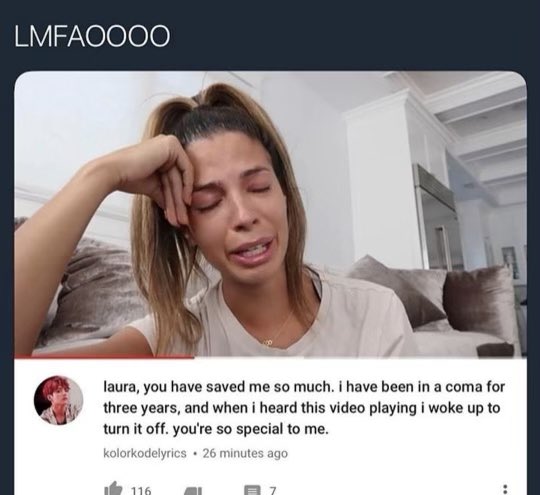 LMFAOOOO
laura, you have saved me so much. i have been in a coma for
three years, and when i heard this video playing i woke up to
turn it off. you're so special to me.
kolorkodelyrics • 26 minutes ago
116
7